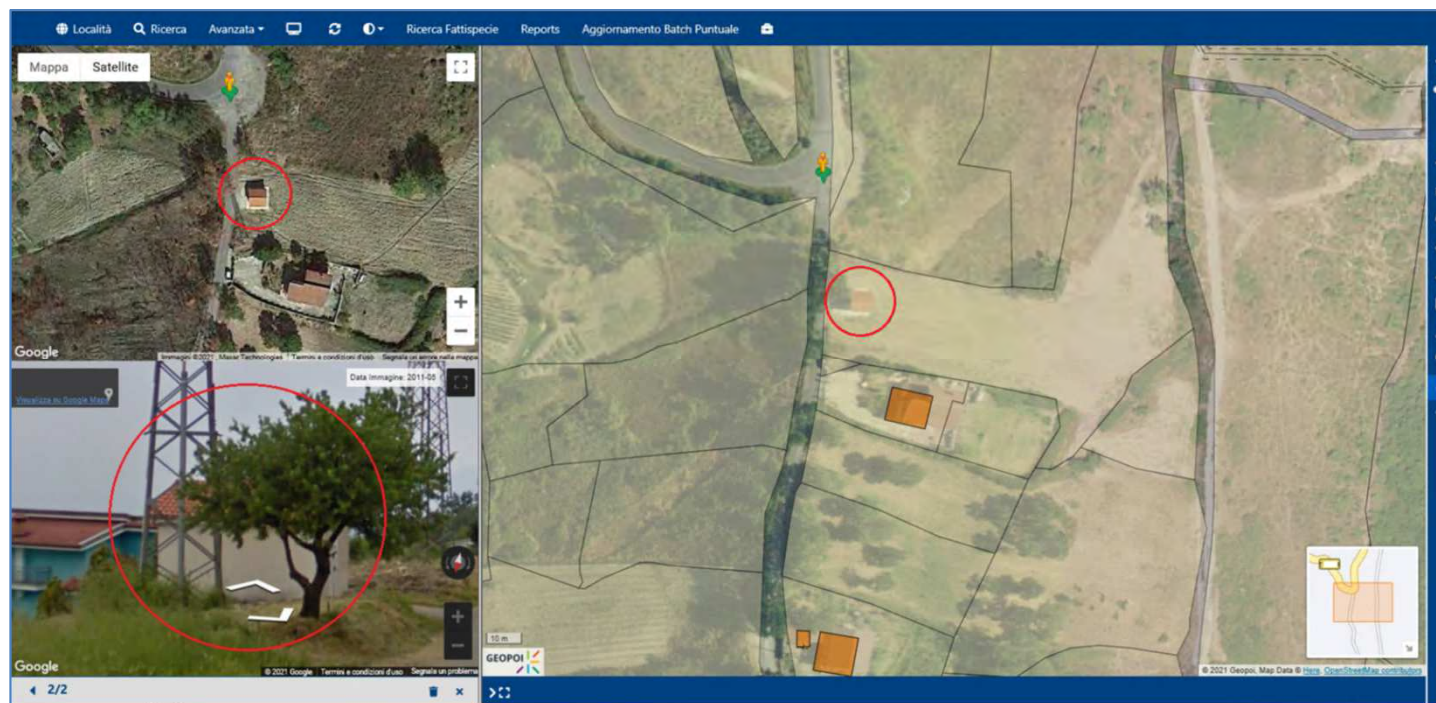 Località Ricerca Avanzata Ricerca Fattispecie Reports Aggiornamento Batch Puntuale
Mappa Satellite
+
−
Google
Immagini ©2021, Maxar Technologies Termini e condizioni d'uso Segnala un errore nella mappa
Data immagine: 2011-08
Visualizza su Google Maps
+
−
Google
© 2021 Google Termini e condizioni d'uso Segnala un problema
2/2
10 m
GEOPOI
© 2021 Geopoi, Map Data © Here, OpenStreetMap contributors